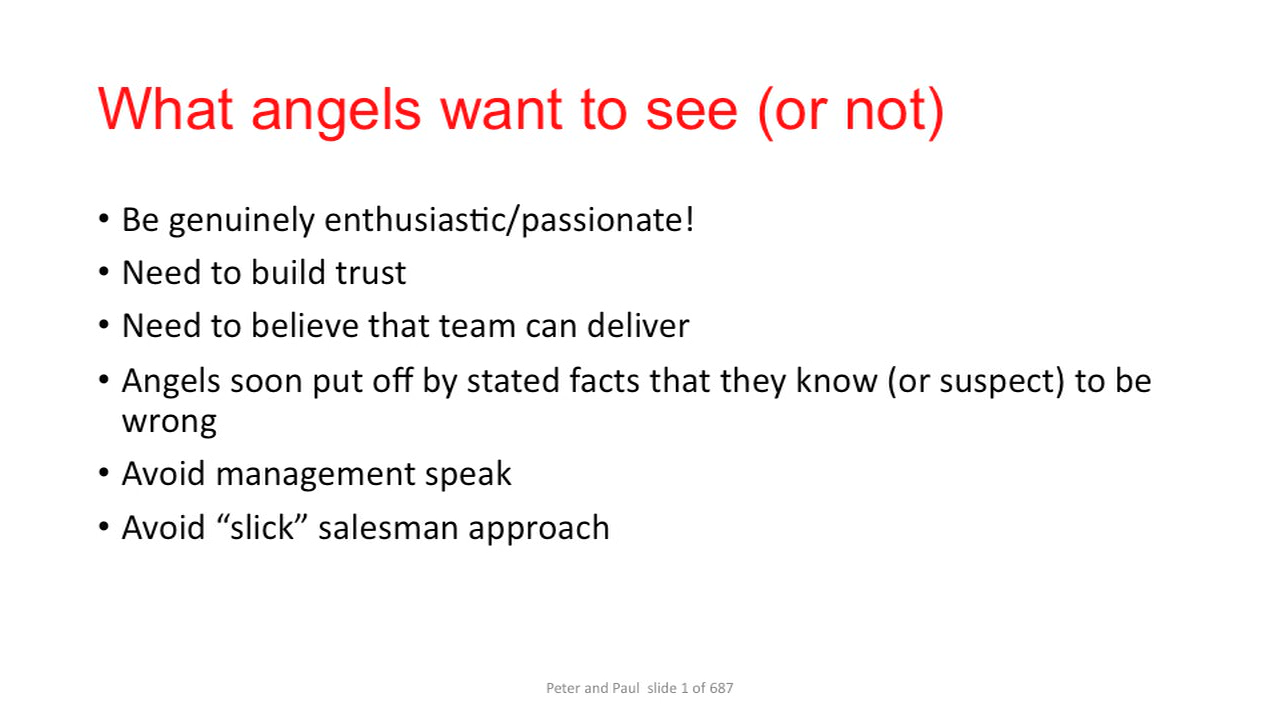 What angels want to see (or not)
• Be genuinely enthusiastic/passionate!
• Need to build trust
• Need to believe that team can deliver
• Angels soon put off by stated facts that they know (or suspect) to be
wrong
• Avoid management speak
• Avoid “slick” salesman approach
Peter and Paul  slide 1 of 687